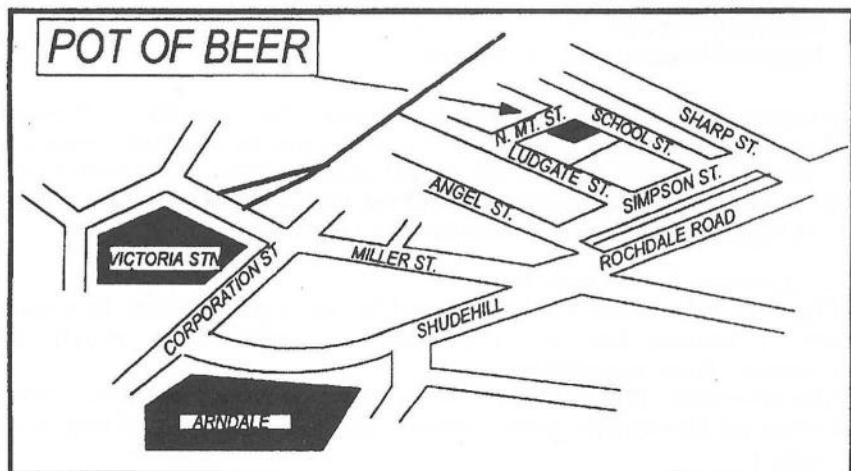 POT OF BEER
N. MT. ST.
SCHOOL ST.
SHARP ST.
LUDGATE ST.
ANGEL ST.
SIMPSON ST.
VICTORIA STN
MILLER ST.
ROCHDALE ROAD
CORPORATION ST
SHUDEHILL
ARNDALE